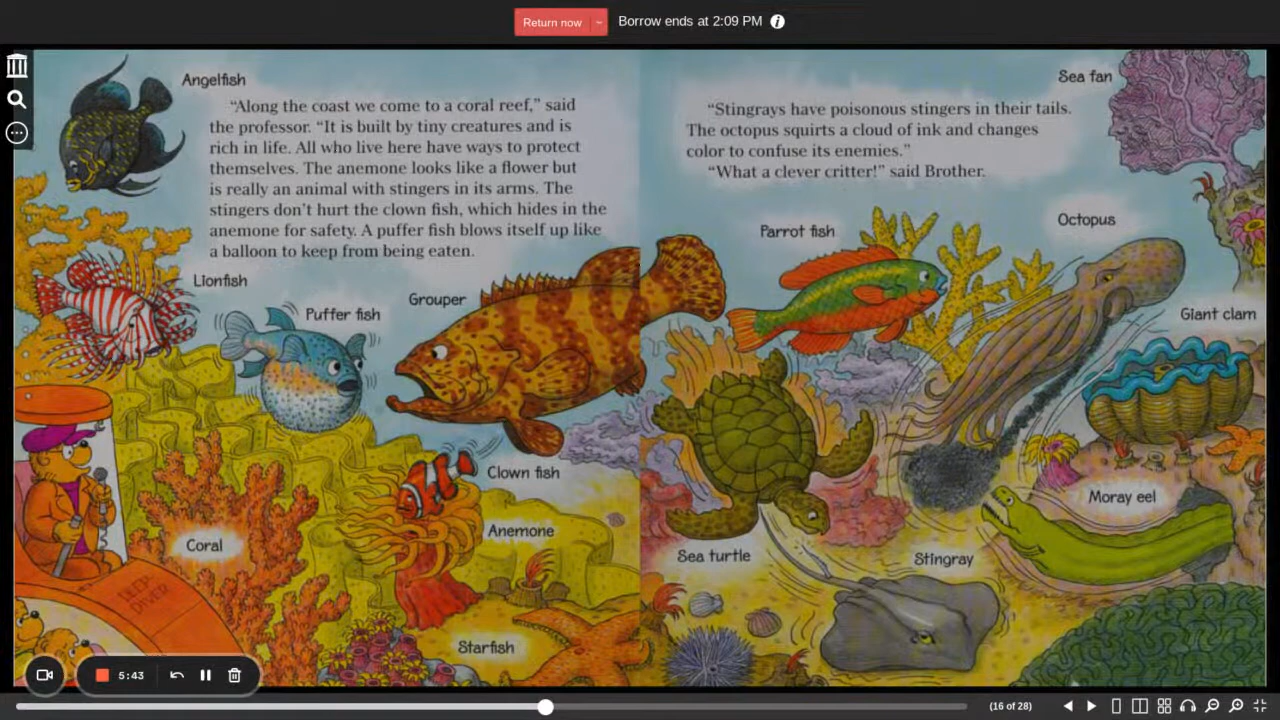 Return now
Borrow ends at 2:09 PM
Angelfish
“Along the coast we come to a coral reef,” said
the professor. “It is built by tiny creatures and is
rich in life. All who live here have ways to protect
themselves. The anemone looks like a flower but
is really an animal with stingers in its arms. The
stingers don’t hurt the clown fish, which hides in the
anemone for safety. A puffer fish blows itself up like
a balloon to keep from being eaten.
Lionfish
Puffer fish
Grouper
Clown fish
Anemone
Coral
DEEP
DIVER
Starfish
Sea fan
“Stingrays have poisonous stingers in their tails.
The octopus squirts a cloud of ink and changes
color to confuse its enemies.”
“What a clever critter!” said Brother.
Parrot fish
Octopus
Giant clam
Moray eel
Sea turtle
Stingray
5:43
(16 of 28)